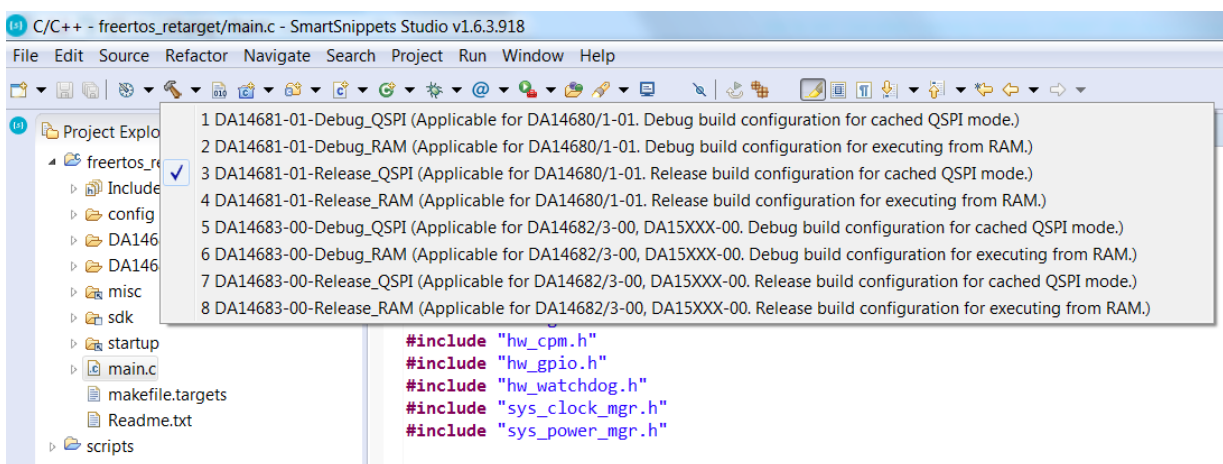 C/C++ - freertos_retarget/main.c - SmartSnippets Studio v1.6.3.918
File Edit Source Refactor Navigate Search Project Run Window Help
Project Explo
1 DA14681-01-Debug_QSPI (Applicable for DA14680/1-01. Debug build configuration for cached QSPI mode.)
2 DA14681-01-Debug_RAM (Applicable for DA14680/1-01. Debug build configuration for executing from RAM.)
3 DA14681-01-Release_QSPI (Applicable for DA14680/1-01. Release build configuration for cached QSPI mode.)
4 DA14681-01-Release_RAM (Applicable for DA14680/1-01. Release build configuration for executing from RAM.)
5 DA14683-00-Debug_QSPI (Applicable for DA14682/3-00, DA15XXX-00. Debug build configuration for cached QSPI mode.)
6 DA14683-00-Debug_RAM (Applicable for DA14682/3-00, DA15XXX-00. Debug build configuration for executing from RAM.)
7 DA14683-00-Release_QSPI (Applicable for DA14682/3-00, DA15XXX-00. Release build configuration for cached QSPI mode.)
8 DA14683-00-Release_RAM (Applicable for DA14682/3-00, DA15XXX-00. Release build configuration for executing from RAM.)
freertos_re
Include
config
DA146
DA146
misc
sdk
startup
main.c
makefile.targets
Readme.txt
scripts
#include "hw_cpm.h"
#include "hw_gpio.h"
#include "hw_watchdog.h"
#include "sys_clock_mgr.h"
#include "sys_power_mgr.h"